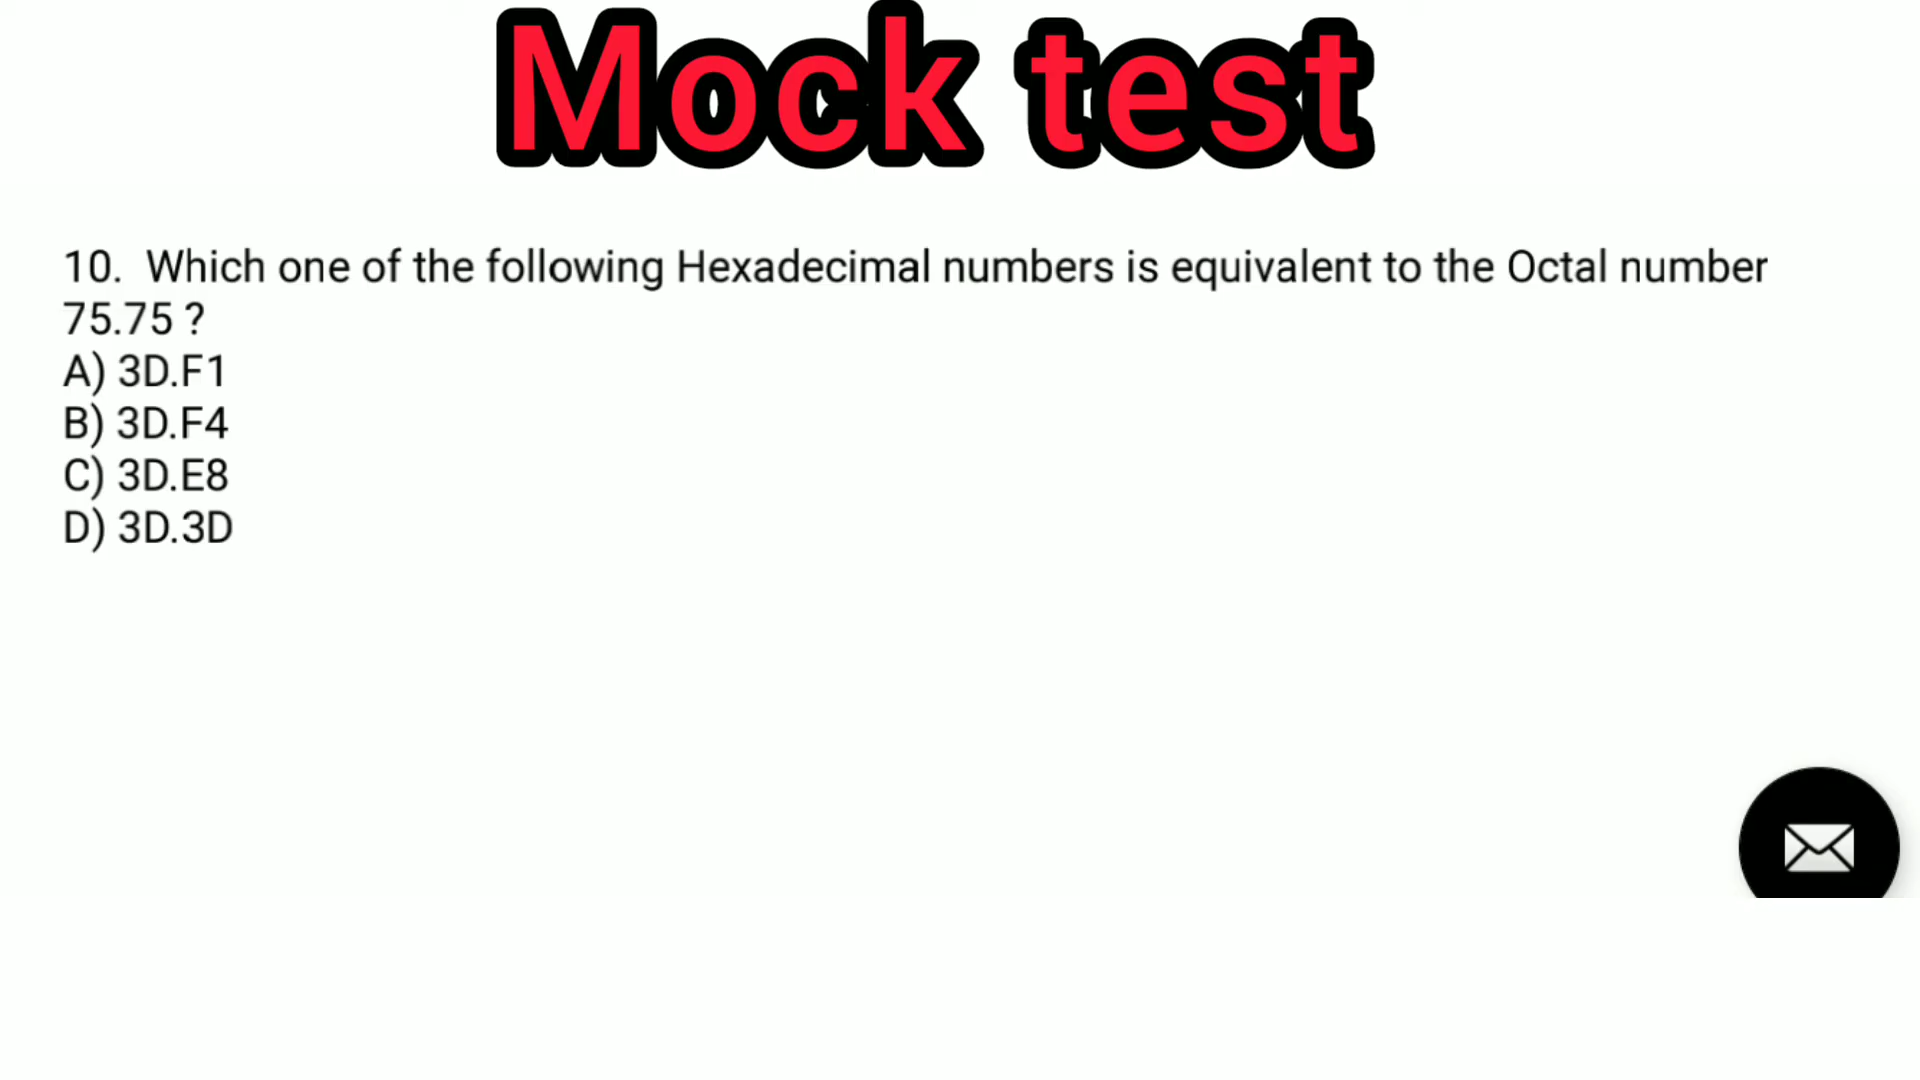 Mock test
10. Which one of the following Hexadecimal numbers is equivalent to the Octal number
75.75 ?
A) 3D.F1
B) 3D.F4
C) 3D.E8
D) 3D.3D